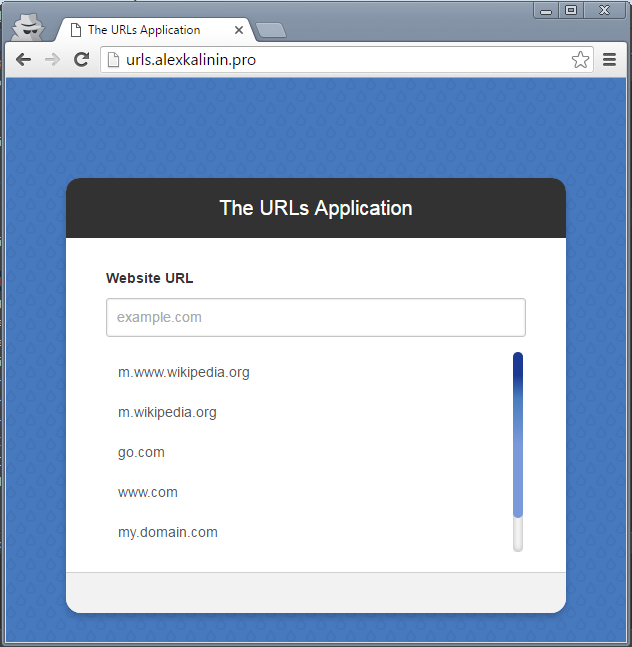 The URLs Application
urls.alexkalinin.pro
The URLs Application
Website URL
example.com
m.www.wikipedia.org
m.wikipedia.org
go.com
www.com
my.domain.com